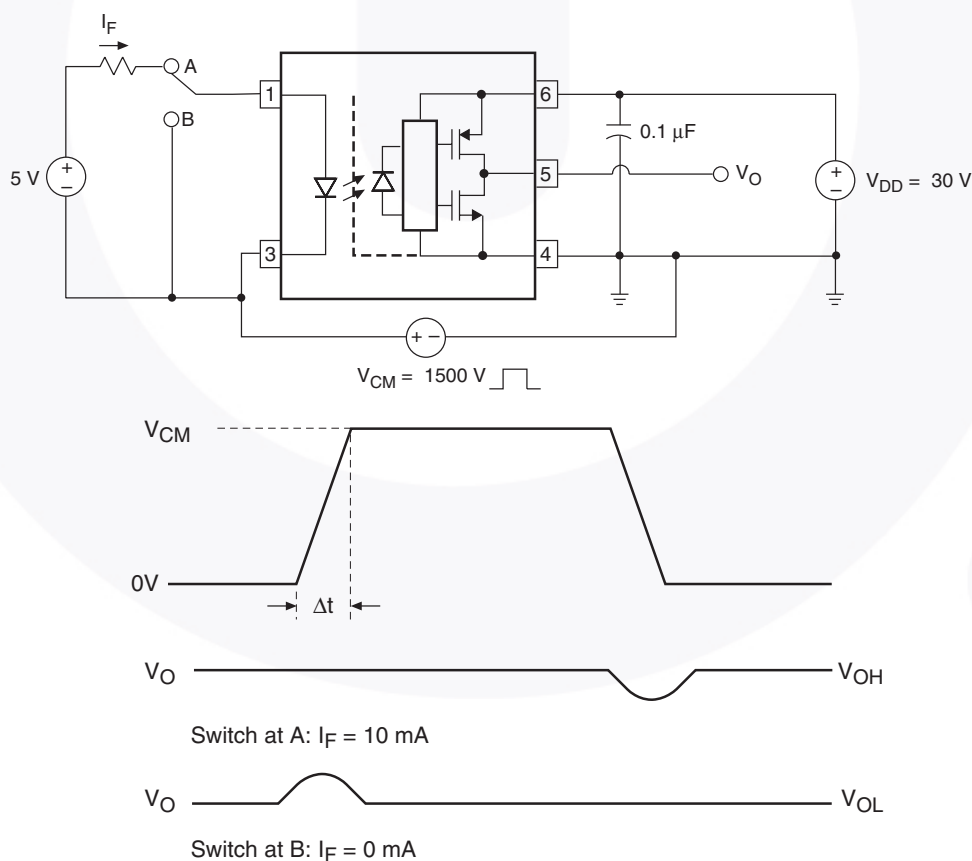 I_F
A
1
6
B
0.1 μF
5 V
+
−
5
V_O
+
−
V_DD = 30 V
3
4
+ −
V_CM = 1500 V
V_CM
0V
Δt
V_O
V_OH
Switch at A: I_F = 10 mA
V_O
V_OL
Switch at B: I_F = 0 mA